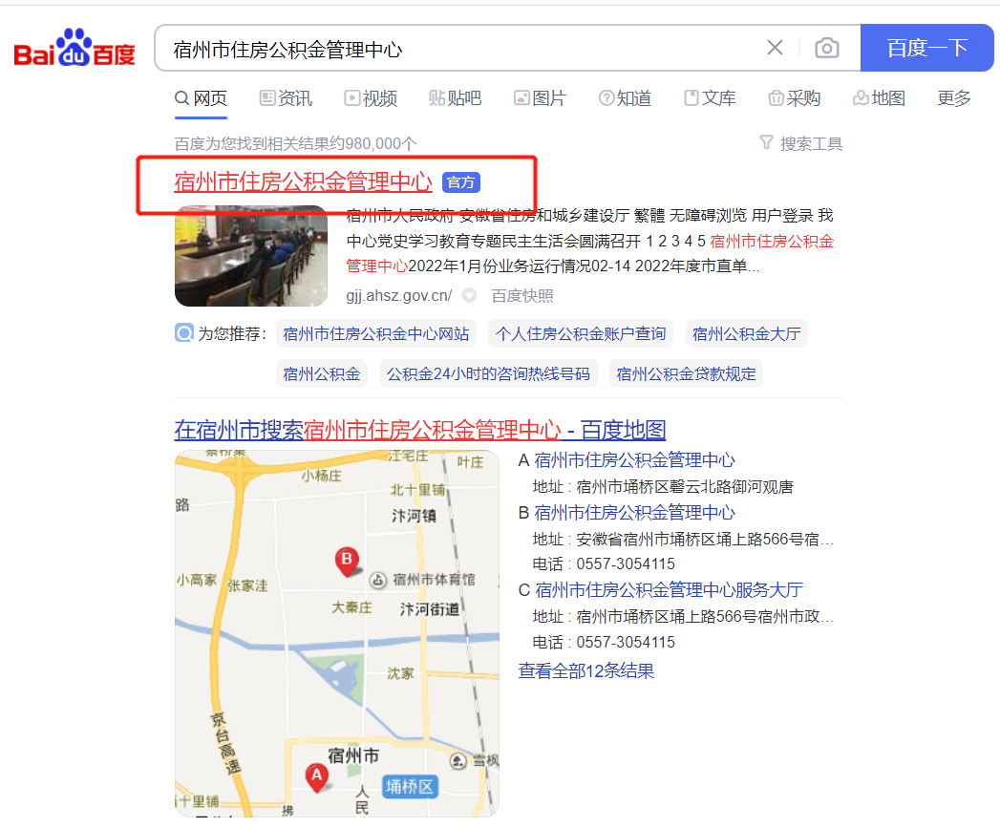 Bai du 百度
宿州市住房公积金管理中心
百度一下
网页 资讯 视频 贴吧 图片 知道 文库 采购 地图 更多
百度为您找到相关结果约980,000个
搜索工具
宿州市住房公积金管理中心 官方
宿州市人民政府 安徽省住房和城乡建设厅 繁體 无障碍浏览 用户登录 我
中心党史学习教育专题民主生活会圆满召开 1 2 3 4 5 宿州市住房公积金
管理中心2022年1月份业务运行情况02-14 2022年度市直单...
gjj.ahsz.gov.cn/ 百度快照
为您推荐: 宿州市住房公积金中心网站 个人住房公积金账户查询 宿州公积金大厅
宿州公积金 公积金24小时的咨询热线号码 宿州公积金贷款规定
在宿州市搜索宿州市住房公积金管理中心 - 百度地图
A 宿州市住房公积金管理中心
地址 : 宿州市埇桥区磬云北路御河观唐
B 宿州市住房公积金管理中心
地址 : 安徽省宿州市埇桥区埇上路566号宿...
电话 : 0557-3054115
C 宿州市住房公积金管理中心服务大厅
地址 : 宿州市埇桥区埇上路566号宿州市政...
电话 : 0557-3054115
查看全部12条结果
汪宅庄
叶庄
小杨庄
北十里铺
路
汴河镇
B
小高家
张家洼
宿州市体育馆
大秦庄
汴河街道
沈家
京台高速
宿州市
雪枫
A
埇桥区
人民
十里铺
拂